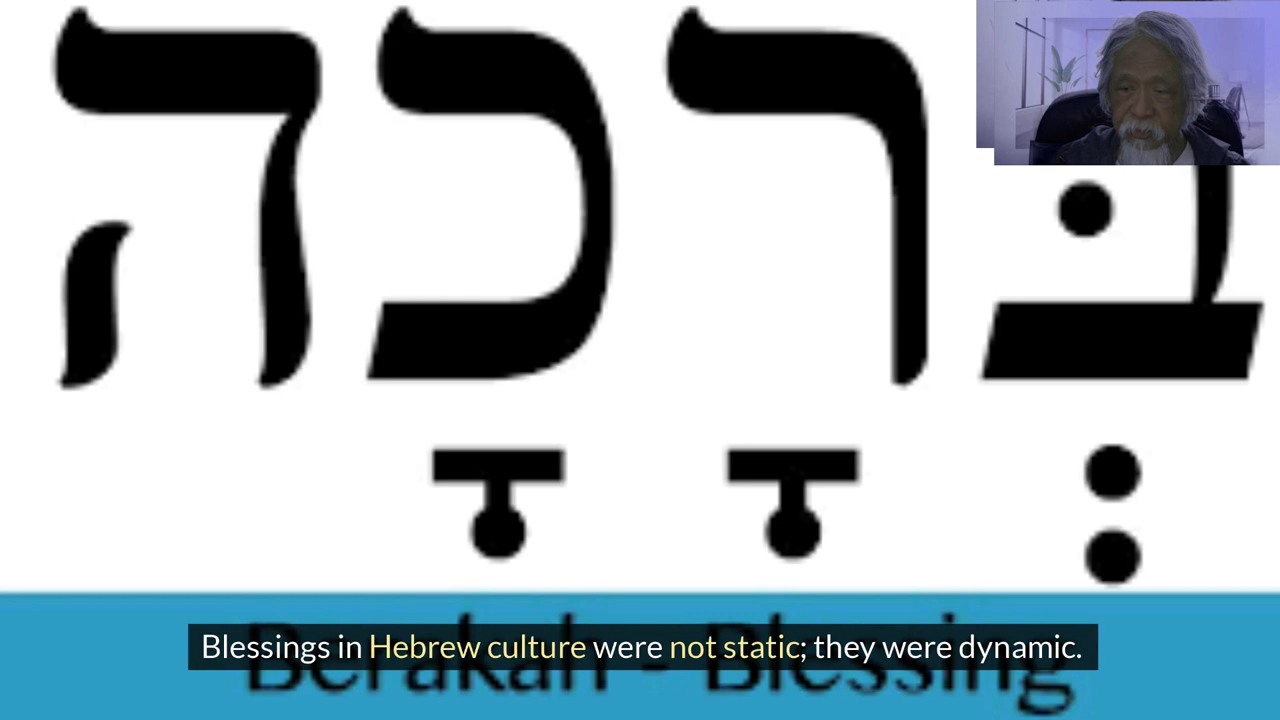 בְּרָכָה
Berakah - Blessing
Blessings in Hebrew culture were not static; they were dynamic.